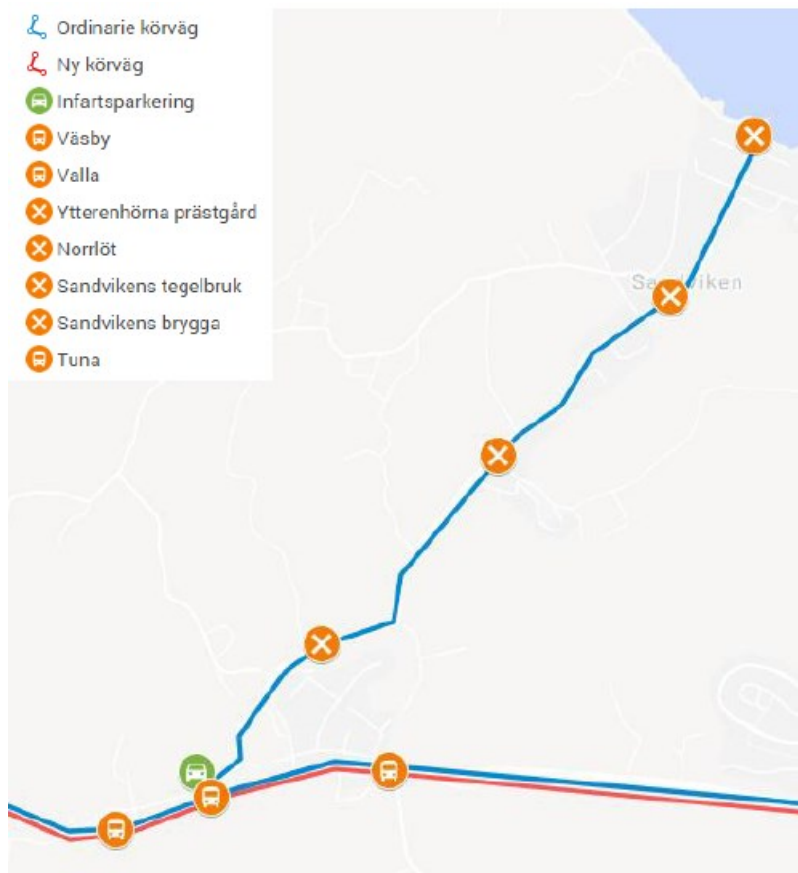 Ordinarie körväg
Ny körväg
Infartsparkering
Väsby
Valla
Ytterenhörna prästgård
Norrlöt
Sandvikens tegelbruk
Sandvikens brygga
Tuna
Sandviken